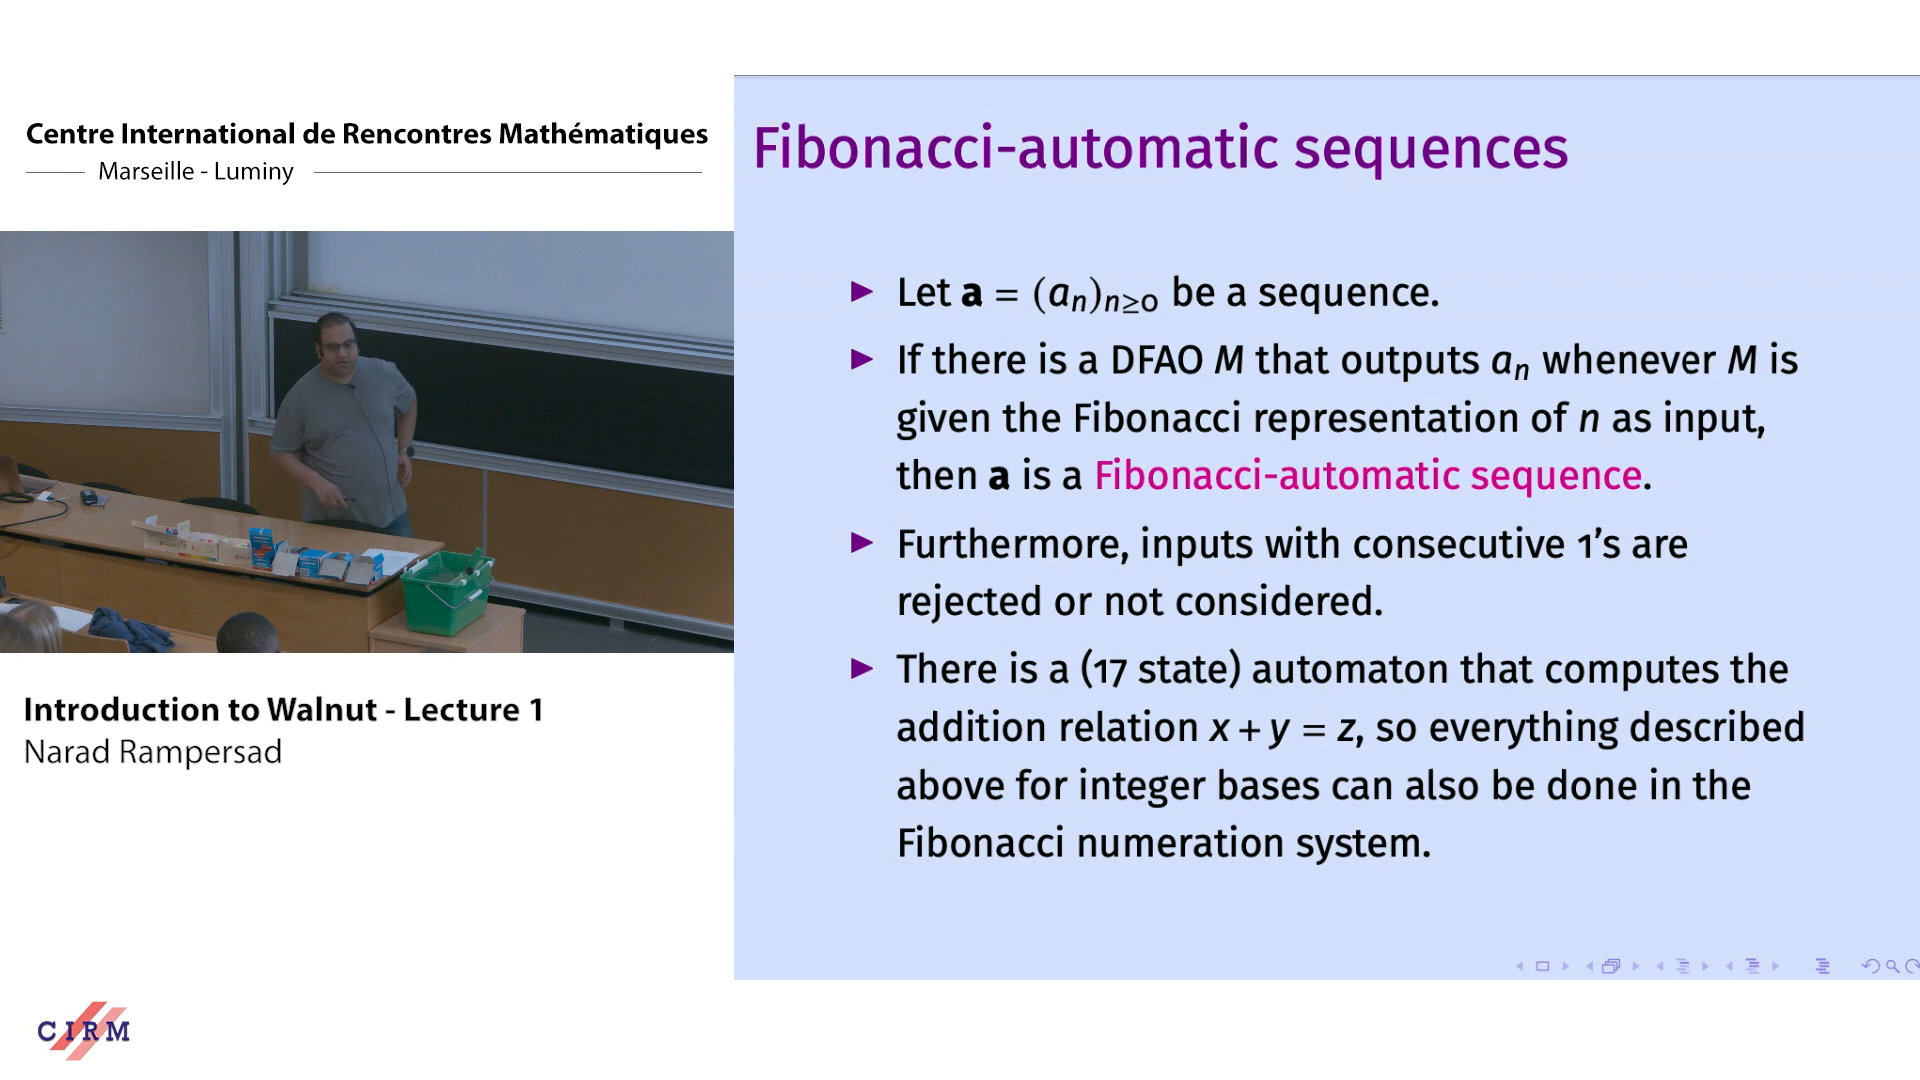 Centre International de Rencontres Mathématiques
Marseille - Luminy
Fibonacci-automatic sequences
▶ Let a = (aₙ)ₙ≥₀ be a sequence.
▶ If there is a DFAO M that outputs aₙ whenever M is
given the Fibonacci representation of n as input,
then a is a Fibonacci-automatic sequence.
▶ Furthermore, inputs with consecutive 1’s are
rejected or not considered.
▶ There is a (17 state) automaton that computes the
addition relation x + y = z, so everything described
above for integer bases can also be done in the
Fibonacci numeration system.
Introduction to Walnut - Lecture 1
Narad Rampersad
CIRM